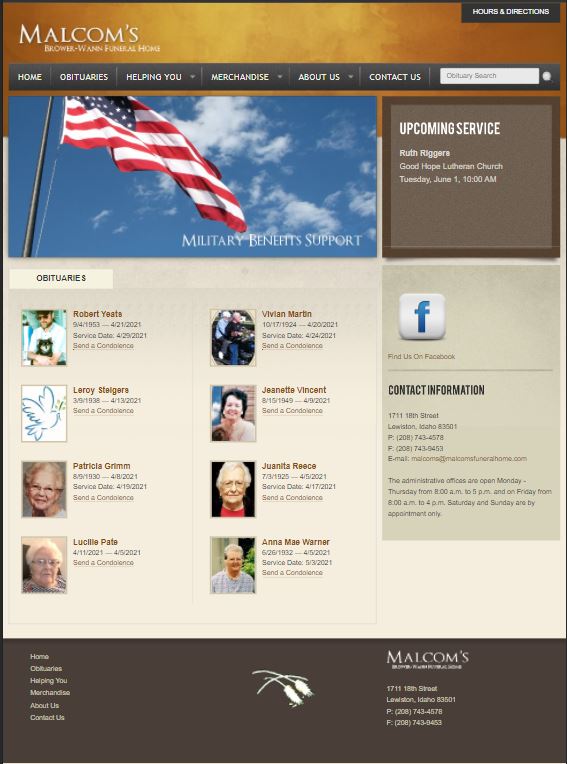 HOURS & DIRECTIONS
MALCOM'S
BROWER-WANN FUNERAL HOME
HOME OBITUARIES HELPING YOU MERCHANDISE ABOUT US CONTACT US Obituary Search
MILITARY BENEFITS SUPPORT
UPCOMING SERVICE
Ruth Riggers
Good Hope Lutheran Church
Tuesday, June 1, 10:00 AM
OBITUARIES
Robert Yeats
9/4/1953 — 4/21/2021
Service Date: 4/29/2021
Send a Condolence
Vivian Martin
10/17/1924 — 4/20/2021
Service Date: 4/24/2021
Send a Condolence
Leroy Steigers
3/9/1938 — 4/13/2021
Send a Condolence
Jeanette Vincent
8/15/1949 — 4/9/2021
Send a Condolence
Patricia Grimm
8/9/1930 — 4/8/2021
Service Date: 4/19/2021
Send a Condolence
Juanita Reece
7/3/1925 — 4/5/2021
Service Date: 4/17/2021
Send a Condolence
Lucille Pate
4/11/2021 — 4/5/2021
Send a Condolence
Anna Mae Warner
6/26/1932 — 4/5/2021
Service Date: 5/3/2021
Send a Condolence
f
Find Us On Facebook
CONTACT INFORMATION
1711 18th Street
Lewiston, Idaho 83501
P: (208) 743-4578
F: (208) 743-9453
E-mail: malcoms@malcomsfuneralhome.com
The administrative offices are open Monday -
Thursday from 8:00 a.m. to 5 p.m. and on Friday from
8:00 a.m. to 4 p.m. Saturday and Sunday are by
appointment only.
Home
Obituaries
Helping You
Merchandise
About Us
Contact Us
MALCOM'S
BROWER-WANN FUNERAL HOME
1711 18th Street
Lewiston, Idaho 83501
P: (208) 743-4578
F: (208) 743-9453